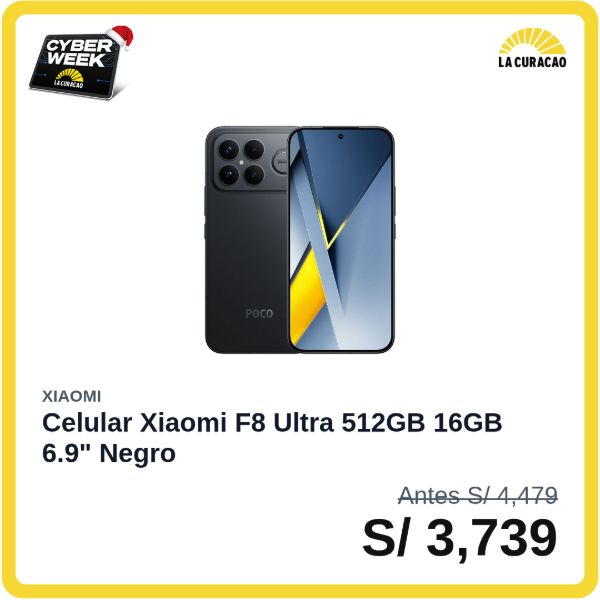 CYBER
WEEK
LA CURACAO
LA CURACAO
POCO
XIAOMI
Celular Xiaomi F8 Ultra 512GB 16GB
6.9" Negro
Antes S/ 4,479
S/ 3,739